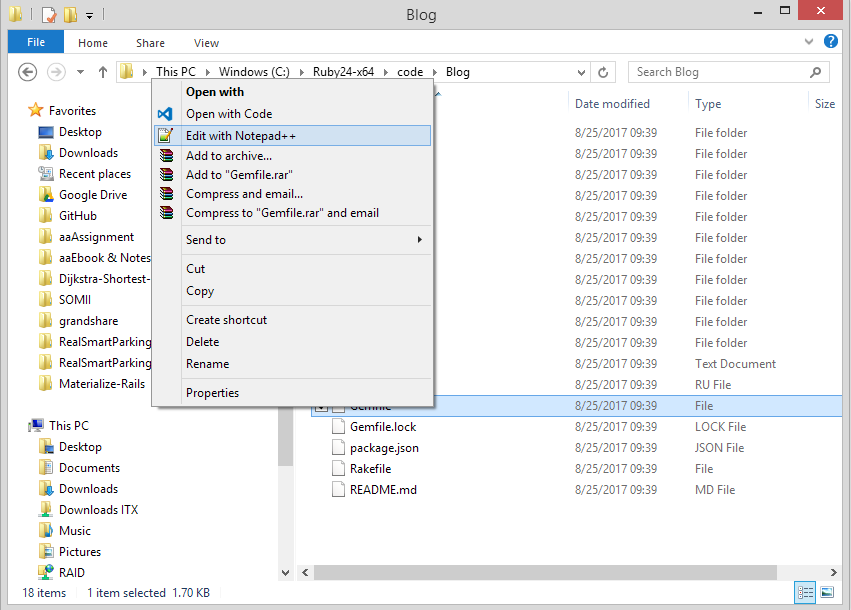 Blog
File Home Share View
This PC Windows (C:) Ruby24-x64 code Blog Search Blog
Favorites
Desktop
Downloads
Recent places
Google Drive
GitHub
aaAssignment
aaEbook & Notes
Dijkstra-Shortest-
SOMII
grandshare
RealSmartParking
RealSmartParking
Materialize-Rails
This PC
Desktop
Documents
Downloads
Downloads ITX
Music
Pictures
RAID
Open with
Open with Code
Edit with Notepad++
Add to archive...
Add to "Gemfile.rar"
Compress and email...
Compress to "Gemfile.rar" and email
Send to
Cut
Copy
Create shortcut
Delete
Rename
Properties
Date modified Type Size
8/25/2017 09:39 File folder
8/25/2017 09:39 File folder
8/25/2017 09:39 File folder
8/25/2017 09:39 File folder
8/25/2017 09:39 File folder
8/25/2017 09:39 File folder
8/25/2017 09:39 File folder
8/25/2017 09:39 File folder
8/25/2017 09:39 File folder
8/25/2017 09:39 File folder
8/25/2017 09:39 File folder
8/25/2017 09:39 Text Document
8/25/2017 09:39 RU File
Gemfile 8/25/2017 09:39 File
Gemfile.lock 8/25/2017 09:39 LOCK File
package.json 8/25/2017 09:39 JSON File
Rakefile 8/25/2017 09:39 File
README.md 8/25/2017 09:39 MD File
18 items 1 item selected 1.70 KB